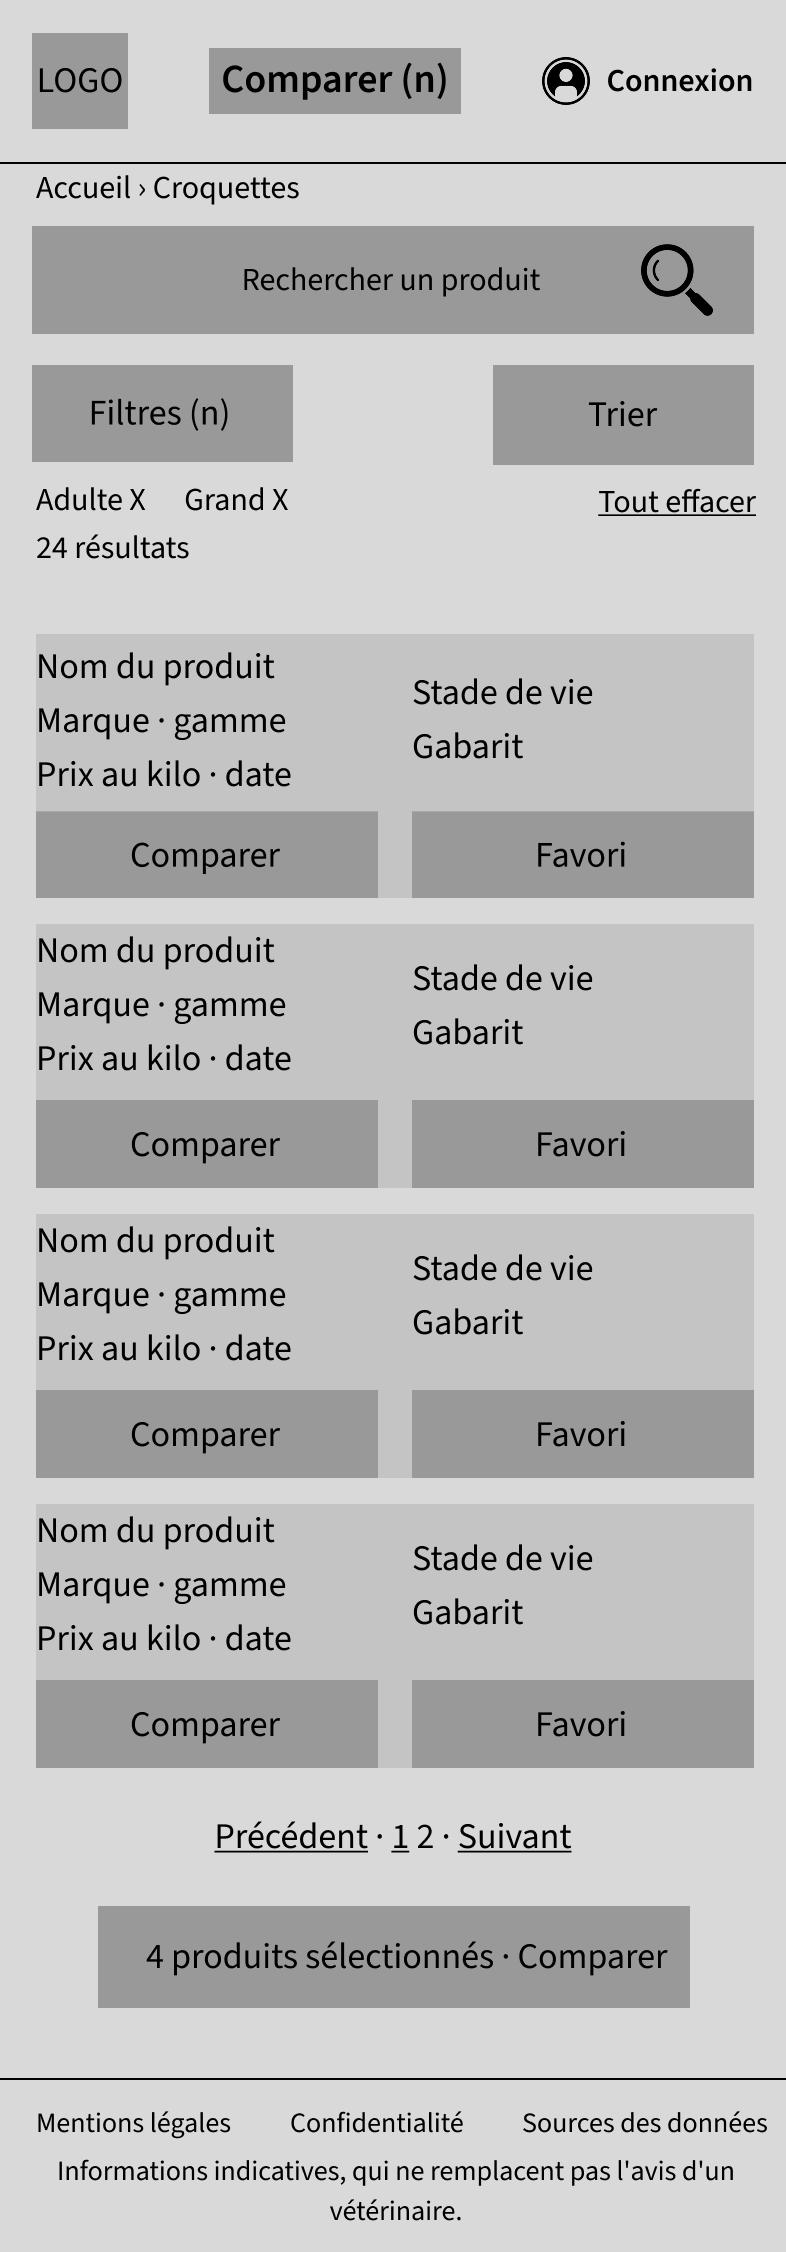 LOGO
Comparer (n)
Connexion
Accueil › Croquettes
Rechercher un produit
Filtres (n)
Trier
Adulte X
Grand X
Tout effacer
24 résultats
Nom du produit
Marque · gamme
Prix au kilo · date
Stade de vie
Gabarit
Comparer
Favori
Nom du produit
Marque · gamme
Prix au kilo · date
Stade de vie
Gabarit
Comparer
Favori
Nom du produit
Marque · gamme
Prix au kilo · date
Stade de vie
Gabarit
Comparer
Favori
Nom du produit
Marque · gamme
Prix au kilo · date
Stade de vie
Gabarit
Comparer
Favori
Précédent · 1 2 · Suivant
4 produits sélectionnés · Comparer
Mentions légales
Confidentialité
Sources des données
Informations indicatives, qui ne remplacent pas l'avis d'un
vétérinaire.